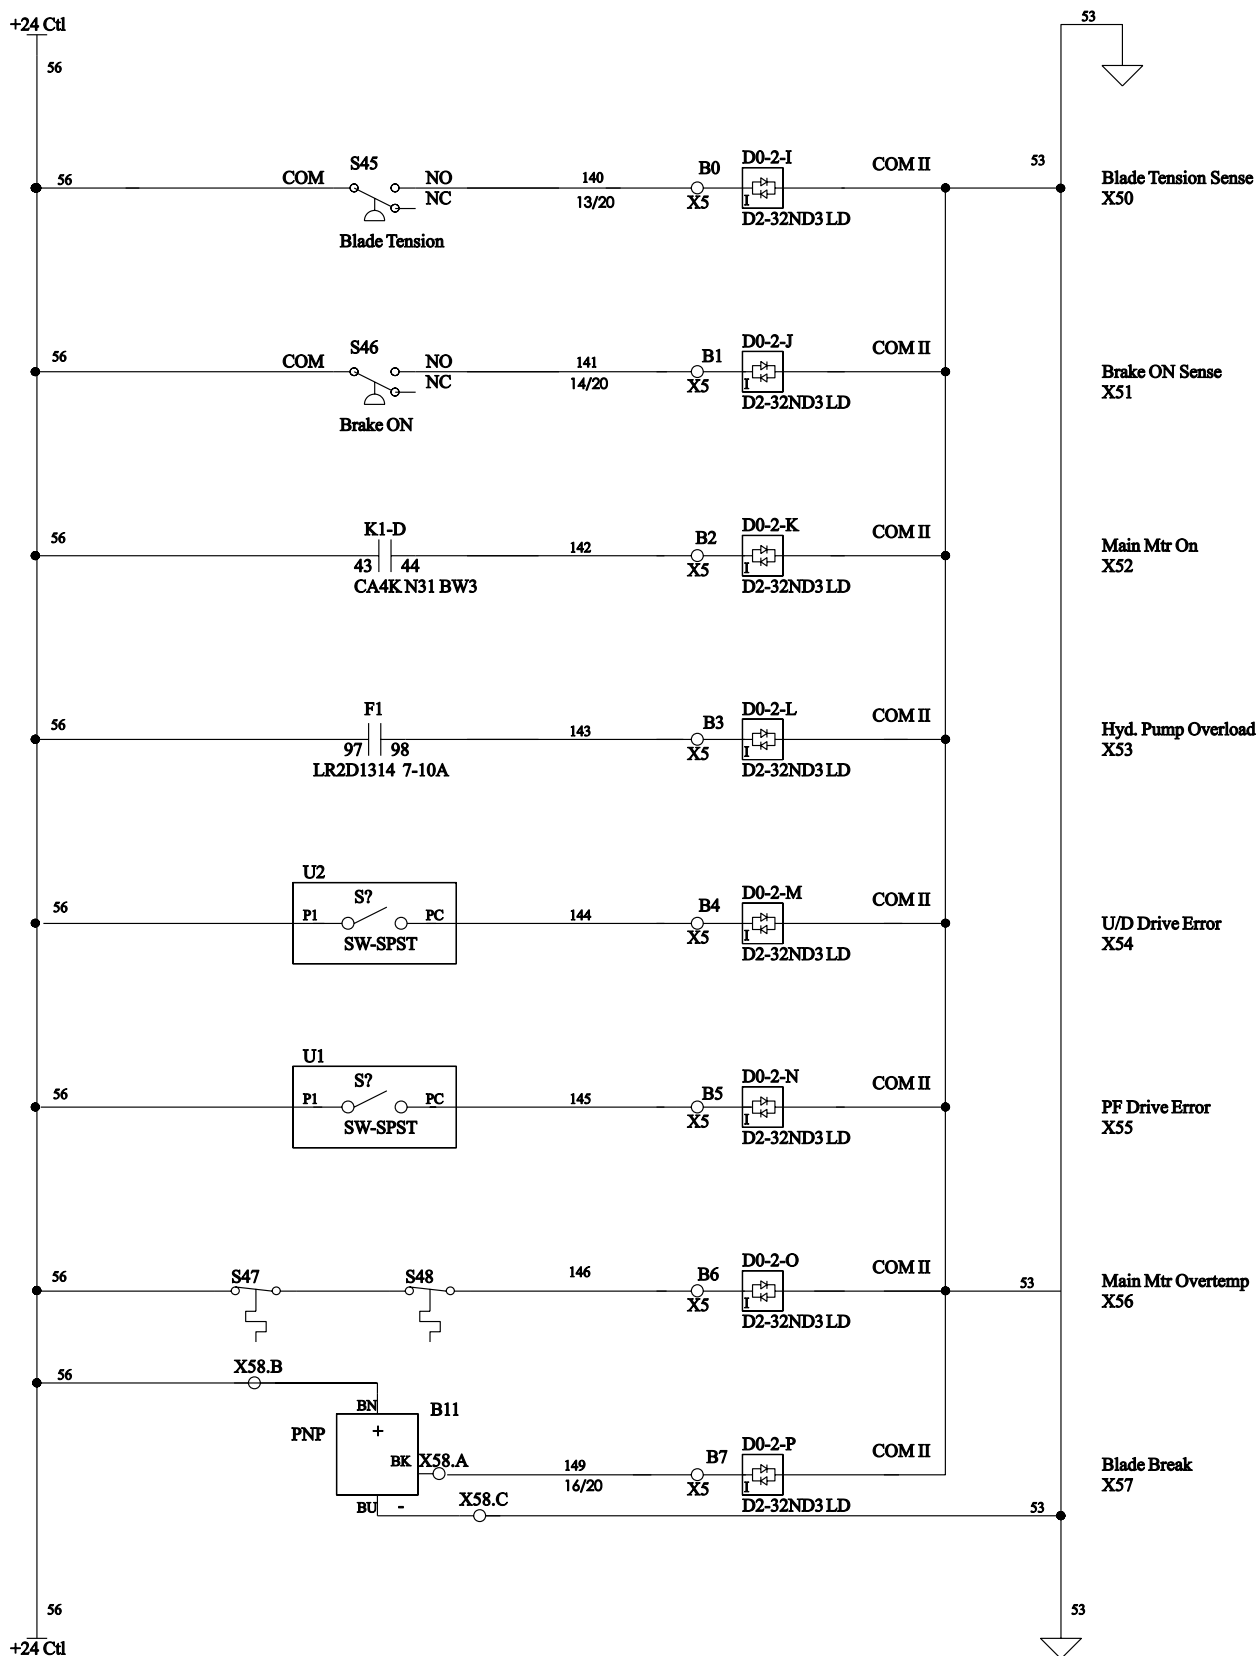 +24 Ctl
56
53
56
COM
S45
NO
NC
Blade Tension
140
13/20
B0
X5
D0-2-I
I
D2-32ND3 LD
COM II
53
Blade Tension Sense
X50
56
COM
S46
NO
NC
Brake ON
141
14/20
B1
X5
D0-2-J
I
D2-32ND3 LD
COM II
Brake ON Sense
X51
56
K1-D
43 44
CA4K N31 BW3
142
B2
X5
D0-2-K
I
D2-32ND3 LD
COM II
Main Mtr On
X52
56
F1
97 98
LR2D1314 7-10A
143
B3
X5
D0-2-L
I
D2-32ND3 LD
COM II
Hyd. Pump Overload
X53
56
U2
S?
P1 PC
SW-SPST
144
B4
X5
D0-2-M
I
D2-32ND3 LD
COM II
U/D Drive Error
X54
56
U1
S?
P1 PC
SW-SPST
145
B5
X5
D0-2-N
I
D2-32ND3 LD
COM II
PF Drive Error
X55
56
S47
S48
146
B6
X5
D0-2-O
I
D2-32ND3 LD
COM II
53
Main Mtr Overtemp
X56
56
X58.B
BN
B11
PNP
+
BK
X58.A
BU
-
X58.C
149
16/20
B7
X5
D0-2-P
I
D2-32ND3 LD
COM II
53
Blade Break
X57
56
53
+24 Ctl